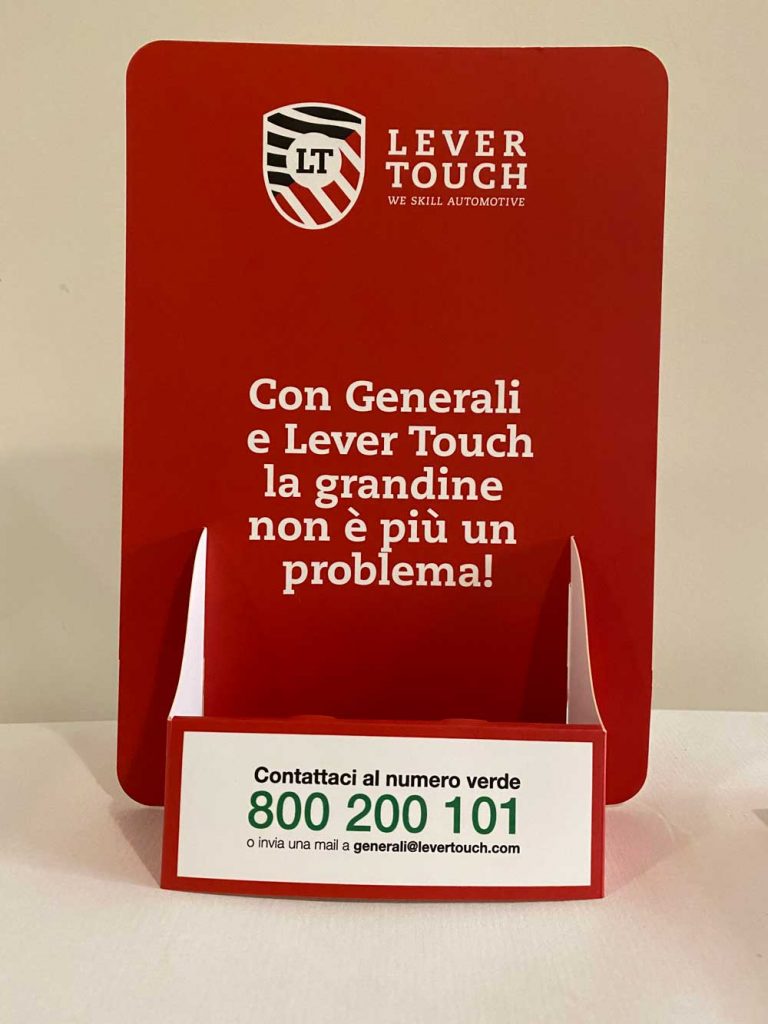 LT
LEVER
TOUCH
WE SKILL AUTOMOTIVE
Con Generali
e Lever Touch
la grandine
non è più un
problema!
Contattaci al numero verde
800 200 101
o invia una mail a generali@levertouch.com